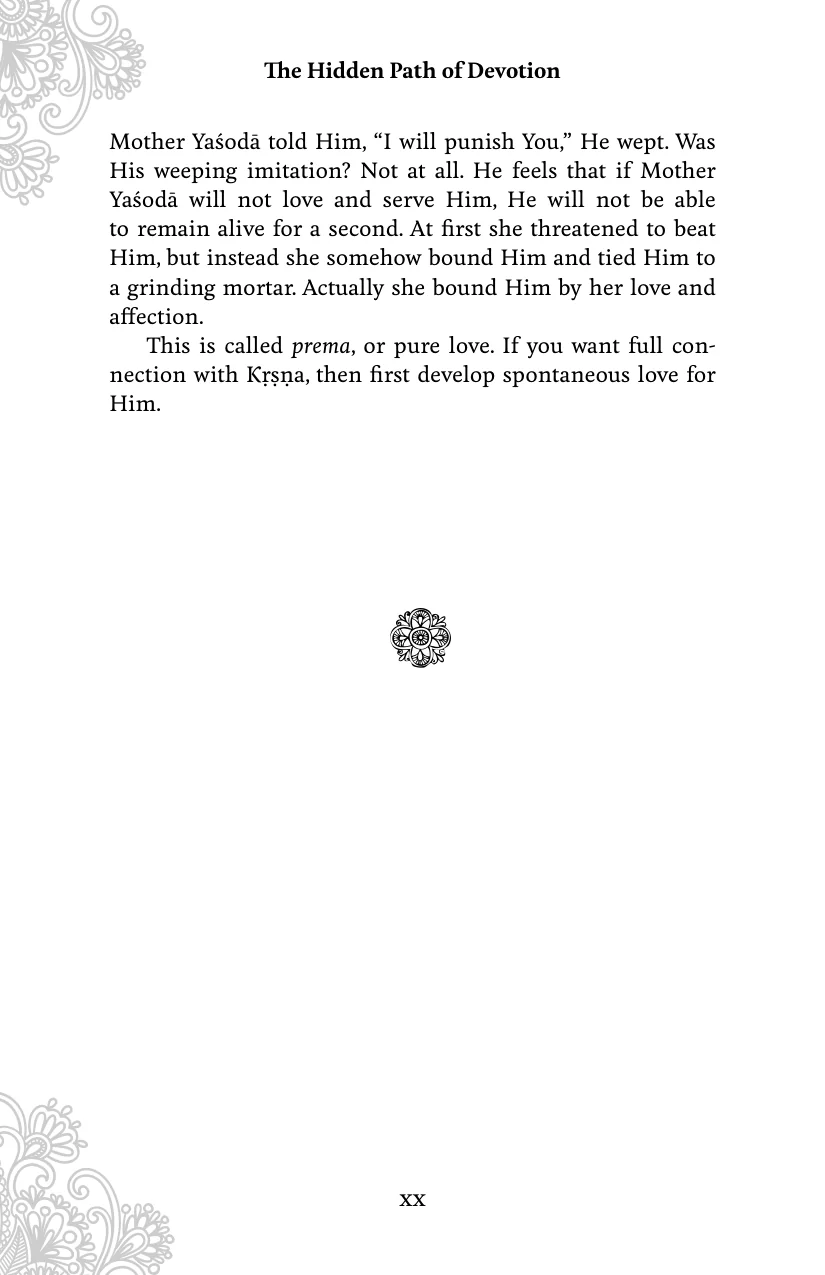 The Hidden Path of Devotion
Mother Yaśodā told Him, “I will punish You,” He wept. Was
His weeping imitation? Not at all. He feels that if Mother
Yaśodā will not love and serve Him, He will not be able
to remain alive for a second. At first she threatened to beat
Him, but instead she somehow bound Him and tied Him to
a grinding mortar. Actually she bound Him by her love and
affection.
This is called prema, or pure love. If you want full con-
nection with Kṛṣṇa, then first develop spontaneous love for
Him.
xx